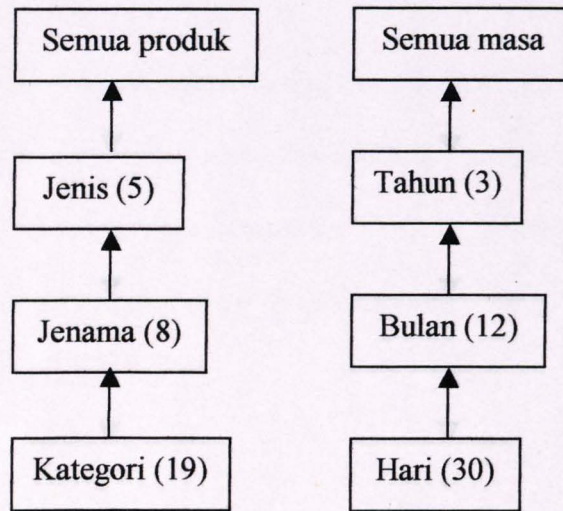 Semua produk
Semua masa
Jenis (5)
Tahun (3)
Jenama (8)
Bulan (12)
Kategori (19)
Hari (30)